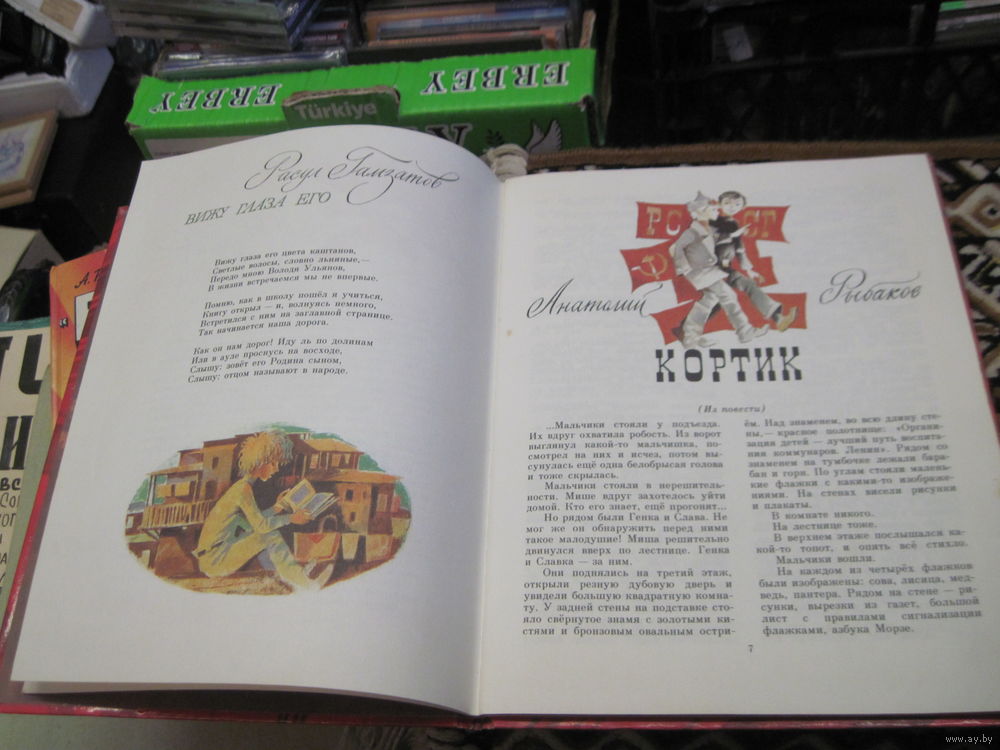 ERBEY
ERBEY
Türkiye
Расул Гамзатов
ВИЖУ ГЛАЗА ЕГО
Вижу глаза его цвета каштанов,
Светлые волосы, словно льняные,—
Передо мною Володя Ульянов,
В жизни встречаемся мы не впервые.
Помню, как в школу пошёл я учиться,
Книгу открыл — и, волнуясь немного,
Встретился с ним на заглавной странице.
Так начинается наша дорога.
Как он нам дорог! Иду ль по долинам
Или в ауле проснусь на восходе,
Слышу: зовёт его Родина сыном,
Слышу: отцом называют в народе.
РС
Ф
СР
Анатолий Рыбаков
КОРТИК
(Из повести)
...Мальчики стояли у подъезда.
Их вдруг охватила робость. Из ворот
выглянул какой-то мальчишка, по-
смотрел на них и исчез, потом вы-
сунулась ещё одна белобрысая голова
и тоже скрылась.
Мальчики стояли в нерешитель-
ности. Мише вдруг захотелось уйти
домой. Кто его знает, ещё прогонят...
Но рядом были Генка и Слава. Не
мог же он обнаружить перед ними
такое малодушие! Миша решительно
двинулся вверх по лестнице. Генка
и Славка — за ним.
Они поднялись на третий этаж,
открыли резную дубовую дверь и
увидели большую квадратную комна-
ту. У задней стены на подставке сто-
яло свёрнутое знамя с золотыми ки-
стями и бронзовым овальным остри-
ём. Над знаменем, во всю длину сте-
ны,— красное полотнище: «Органи-
зация детей — лучший путь воспита-
ния коммунаров. Ленин». Рядом со
знаменем на тумбочке лежали бара-
бан и горн. По углам стояли малень-
кие флажки с какими-то изображе-
ниями. На стенах висели рисунки
и плакаты.
В комнате никого.
На лестнице тоже.
В верхнем этаже послышался ка-
кой-то топот, и опять всё стихло.
Мальчики вошли.
На каждом из четырёх флажков
были изображены: сова, лисица, мед-
ведь, пантера. Рядом на стене — ри-
сунки, вырезки из газет, большой
лист с правилами сигнализации
флажками, азбука Морзе.
7
www.ay.by